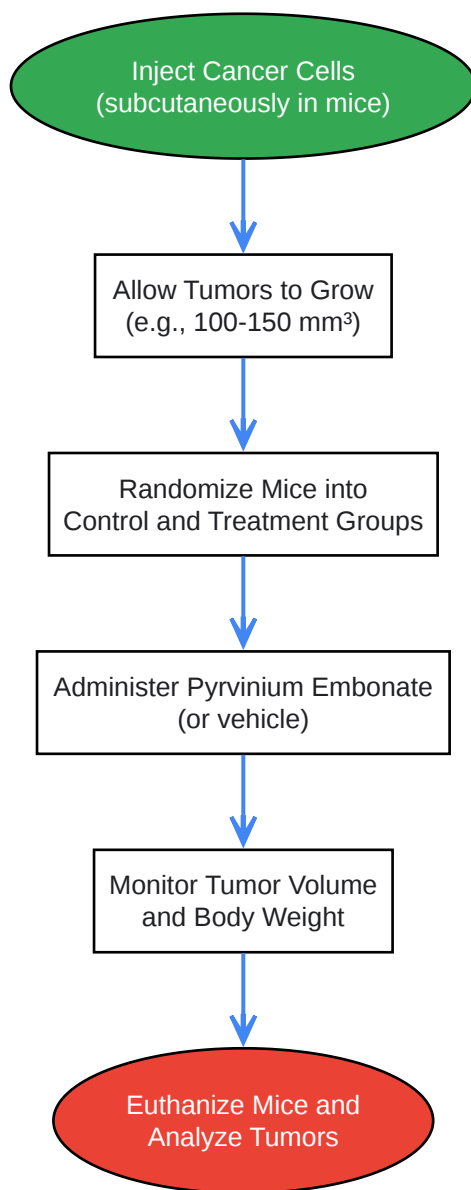 Inject Cancer Cells
(subcutaneously in mice)
Allow Tumors to Grow
(e.g., 100-150 mm³)
Randomize Mice into
Control and Treatment Groups
Administer Pyrvinium Embonate
(or vehicle)
Monitor Tumor Volume
and Body Weight
Euthanize Mice and
Analyze Tumors